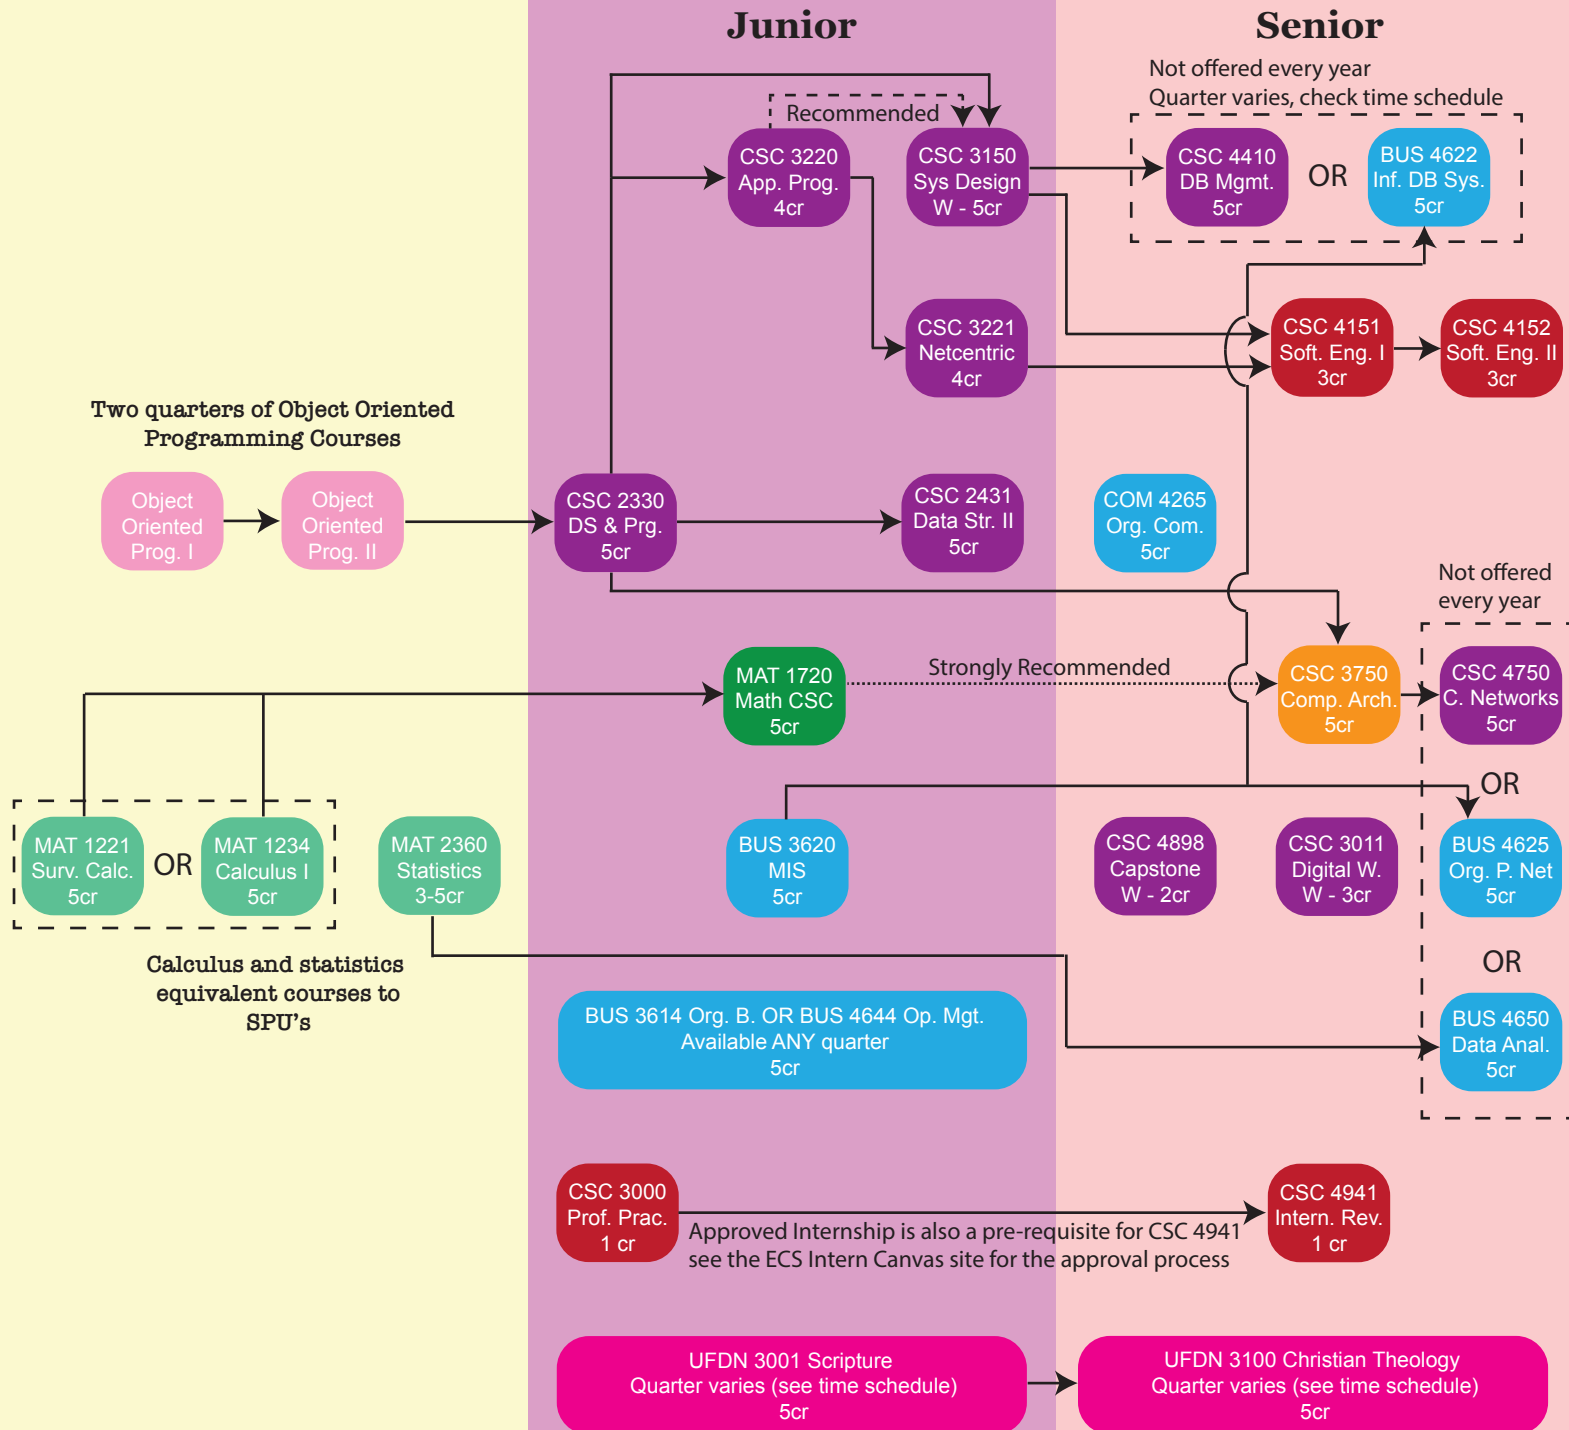 Junior
Senior
Not offered every year
Quarter varies, check time schedule
Recommended
CSC 3220
App. Prog.
4cr
CSC 3150
Sys Design
W - 5cr
CSC 4410
DB Mgmt.
5cr
OR
BUS 4622
Inf. DB Sys.
5cr
CSC 3221
Netcentric
4cr
CSC 4151
Soft. Eng. I
3cr
CSC 4152
Soft. Eng. II
3cr
Two quarters of Object Oriented
Programming Courses
Object
Oriented
Prog. I
Object
Oriented
Prog. II
CSC 2330
DS & Prg.
5cr
CSC 2431
Data Str. II
5cr
COM 4265
Org. Com.
5cr
Not offered
every year
MAT 1720
Math CSC
5cr
Strongly Recommended
CSC 3750
Comp. Arch.
5cr
CSC 4750
C. Networks
5cr
OR
MAT 1221
Surv. Calc.
5cr
OR
MAT 1234
Calculus I
5cr
MAT 2360
Statistics
3-5cr
BUS 3620
MIS
5cr
CSC 4898
Capstone
W - 2cr
CSC 3011
Digital W.
W - 3cr
BUS 4625
Org. P. Net
5cr
OR
Calculus and statistics
equivalent courses to
SPU's
BUS 3614 Org. B. OR BUS 4644 Op. Mgt.
Available ANY quarter
5cr
BUS 4650
Data Anal.
5cr
CSC 3000
Prof. Prac.
1 cr
Approved Internship is also a pre-requisite for CSC 4941
see the ECS Intern Canvas site for the approval process
CSC 4941
Intern. Rev.
1 cr
UFDN 3001 Scripture
Quarter varies (see time schedule)
5cr
UFDN 3100 Christian Theology
Quarter varies (see time schedule)
5cr